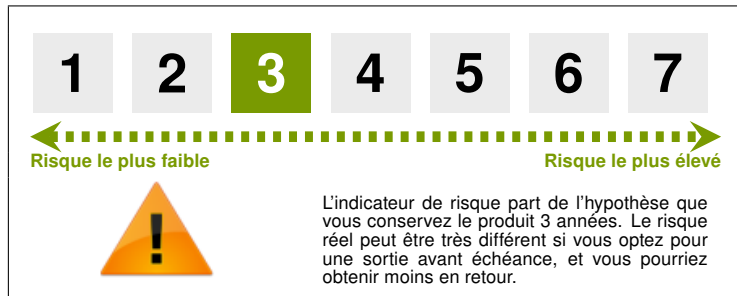 1 2 3 4 5 6 7
Risque le plus faible Risque le plus élevé
L'indicateur de risque part de l'hypothèse que
vous conservez le produit 3 années. Le risque
réel peut être très différent si vous optez pour
une sortie avant échéance, et vous pourriez
obtenir moins en retour.